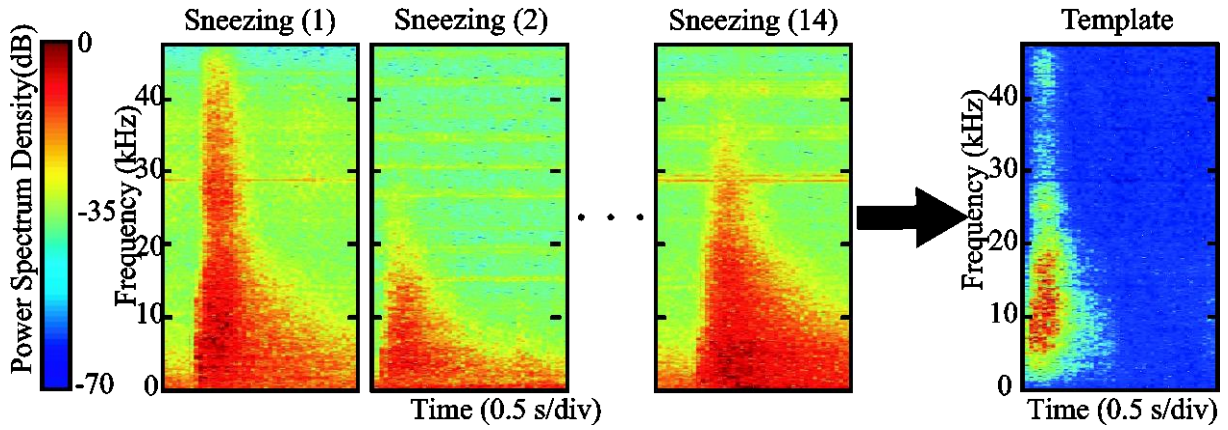 Sneezing (1)
Sneezing (2)
Sneezing (14)
Template
Power Spectrum Density(dB)
0
-35
-70
Frequency (kHz)
40
30
20
10
0
. . .
Frequency (kHz)
40
30
20
10
0
Time (0.5 s/div)
Time (0.5 s/div)